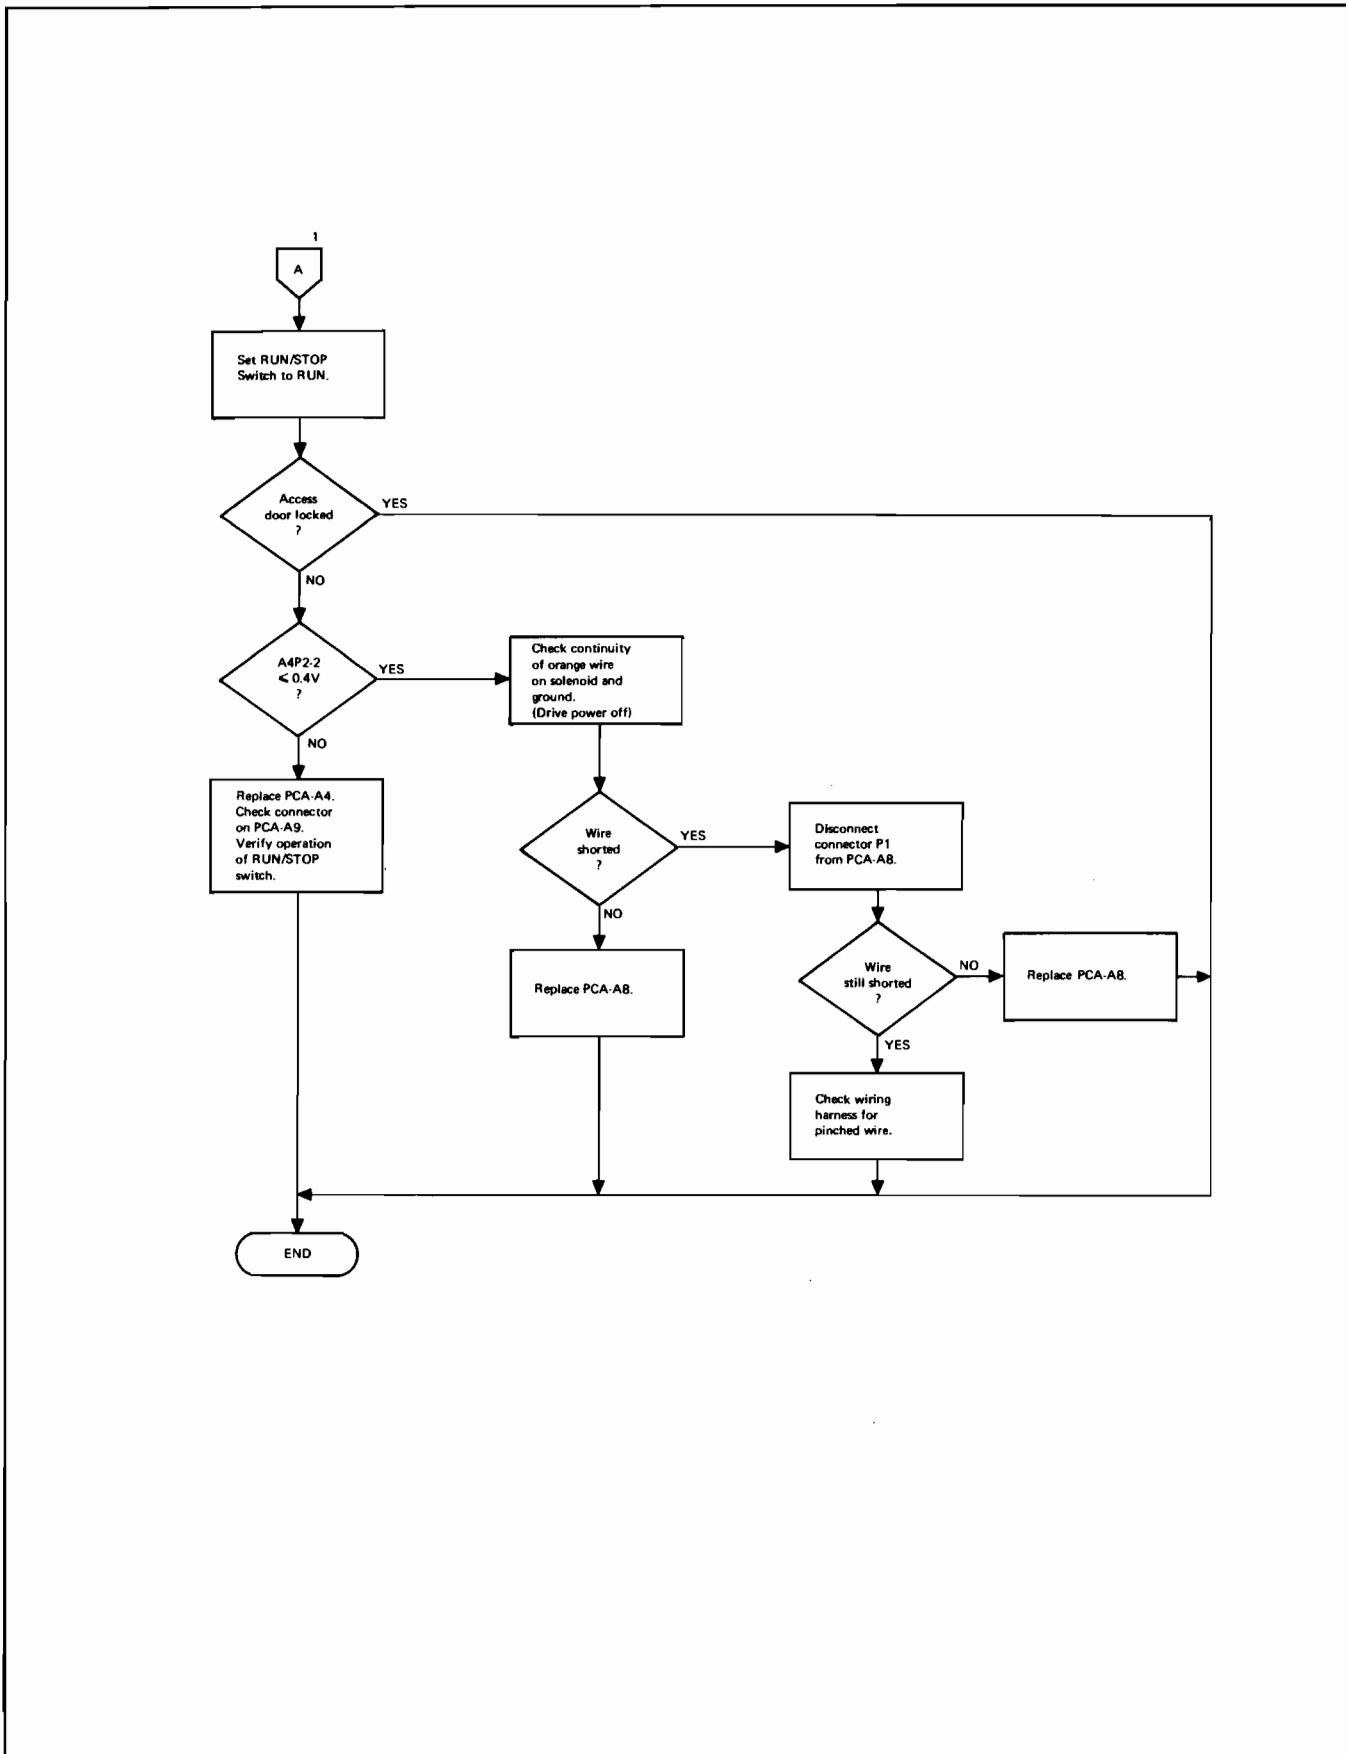 1
A
Set RUN/STOP
Switch to RUN.
Access
door locked
?
YES
NO
A4P2-2
≤ 0.4V
?
YES
NO
Check continuity
of orange wire
on solenoid and
ground.
(Drive power off)
Replace PCA-A4.
Check connector
on PCA-A9.
Verify operation
of RUN/STOP
switch.
Wire
shorted
?
YES
NO
Disconnect
connector P1
from PCA-A8.
Replace PCA-A8.
Wire
still shorted
?
NO
YES
Replace PCA-A8.
Check wiring
harness for
pinched wire.
END